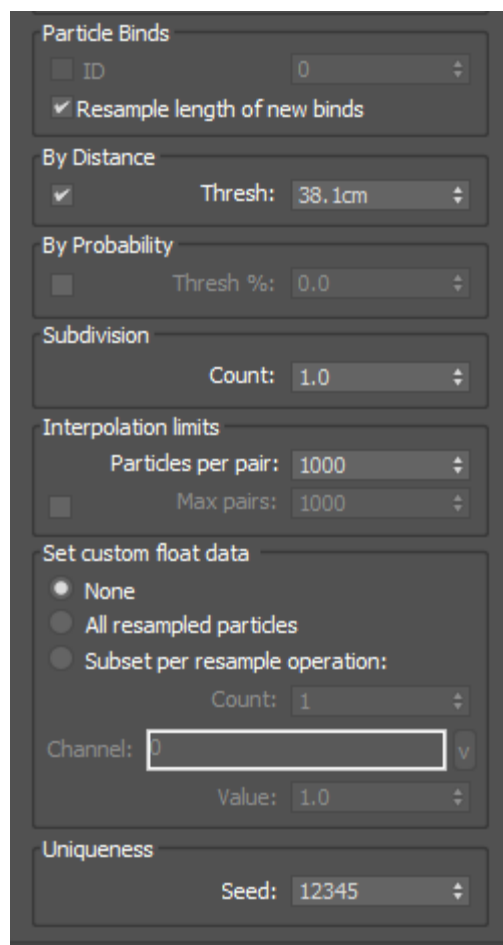 Particle Binds
ID 0
Resample length of new binds
By Distance
Thresh: 38.1cm
By Probability
Thresh %: 0.0
Subdivision
Count: 1.0
Interpolation limits
Particles per pair: 1000
Max pairs: 1000
Set custom float data
None
All resampled particles
Subset per resample operation:
Count: 1
Channel: 0 v
Value: 1.0
Uniqueness
Seed: 12345